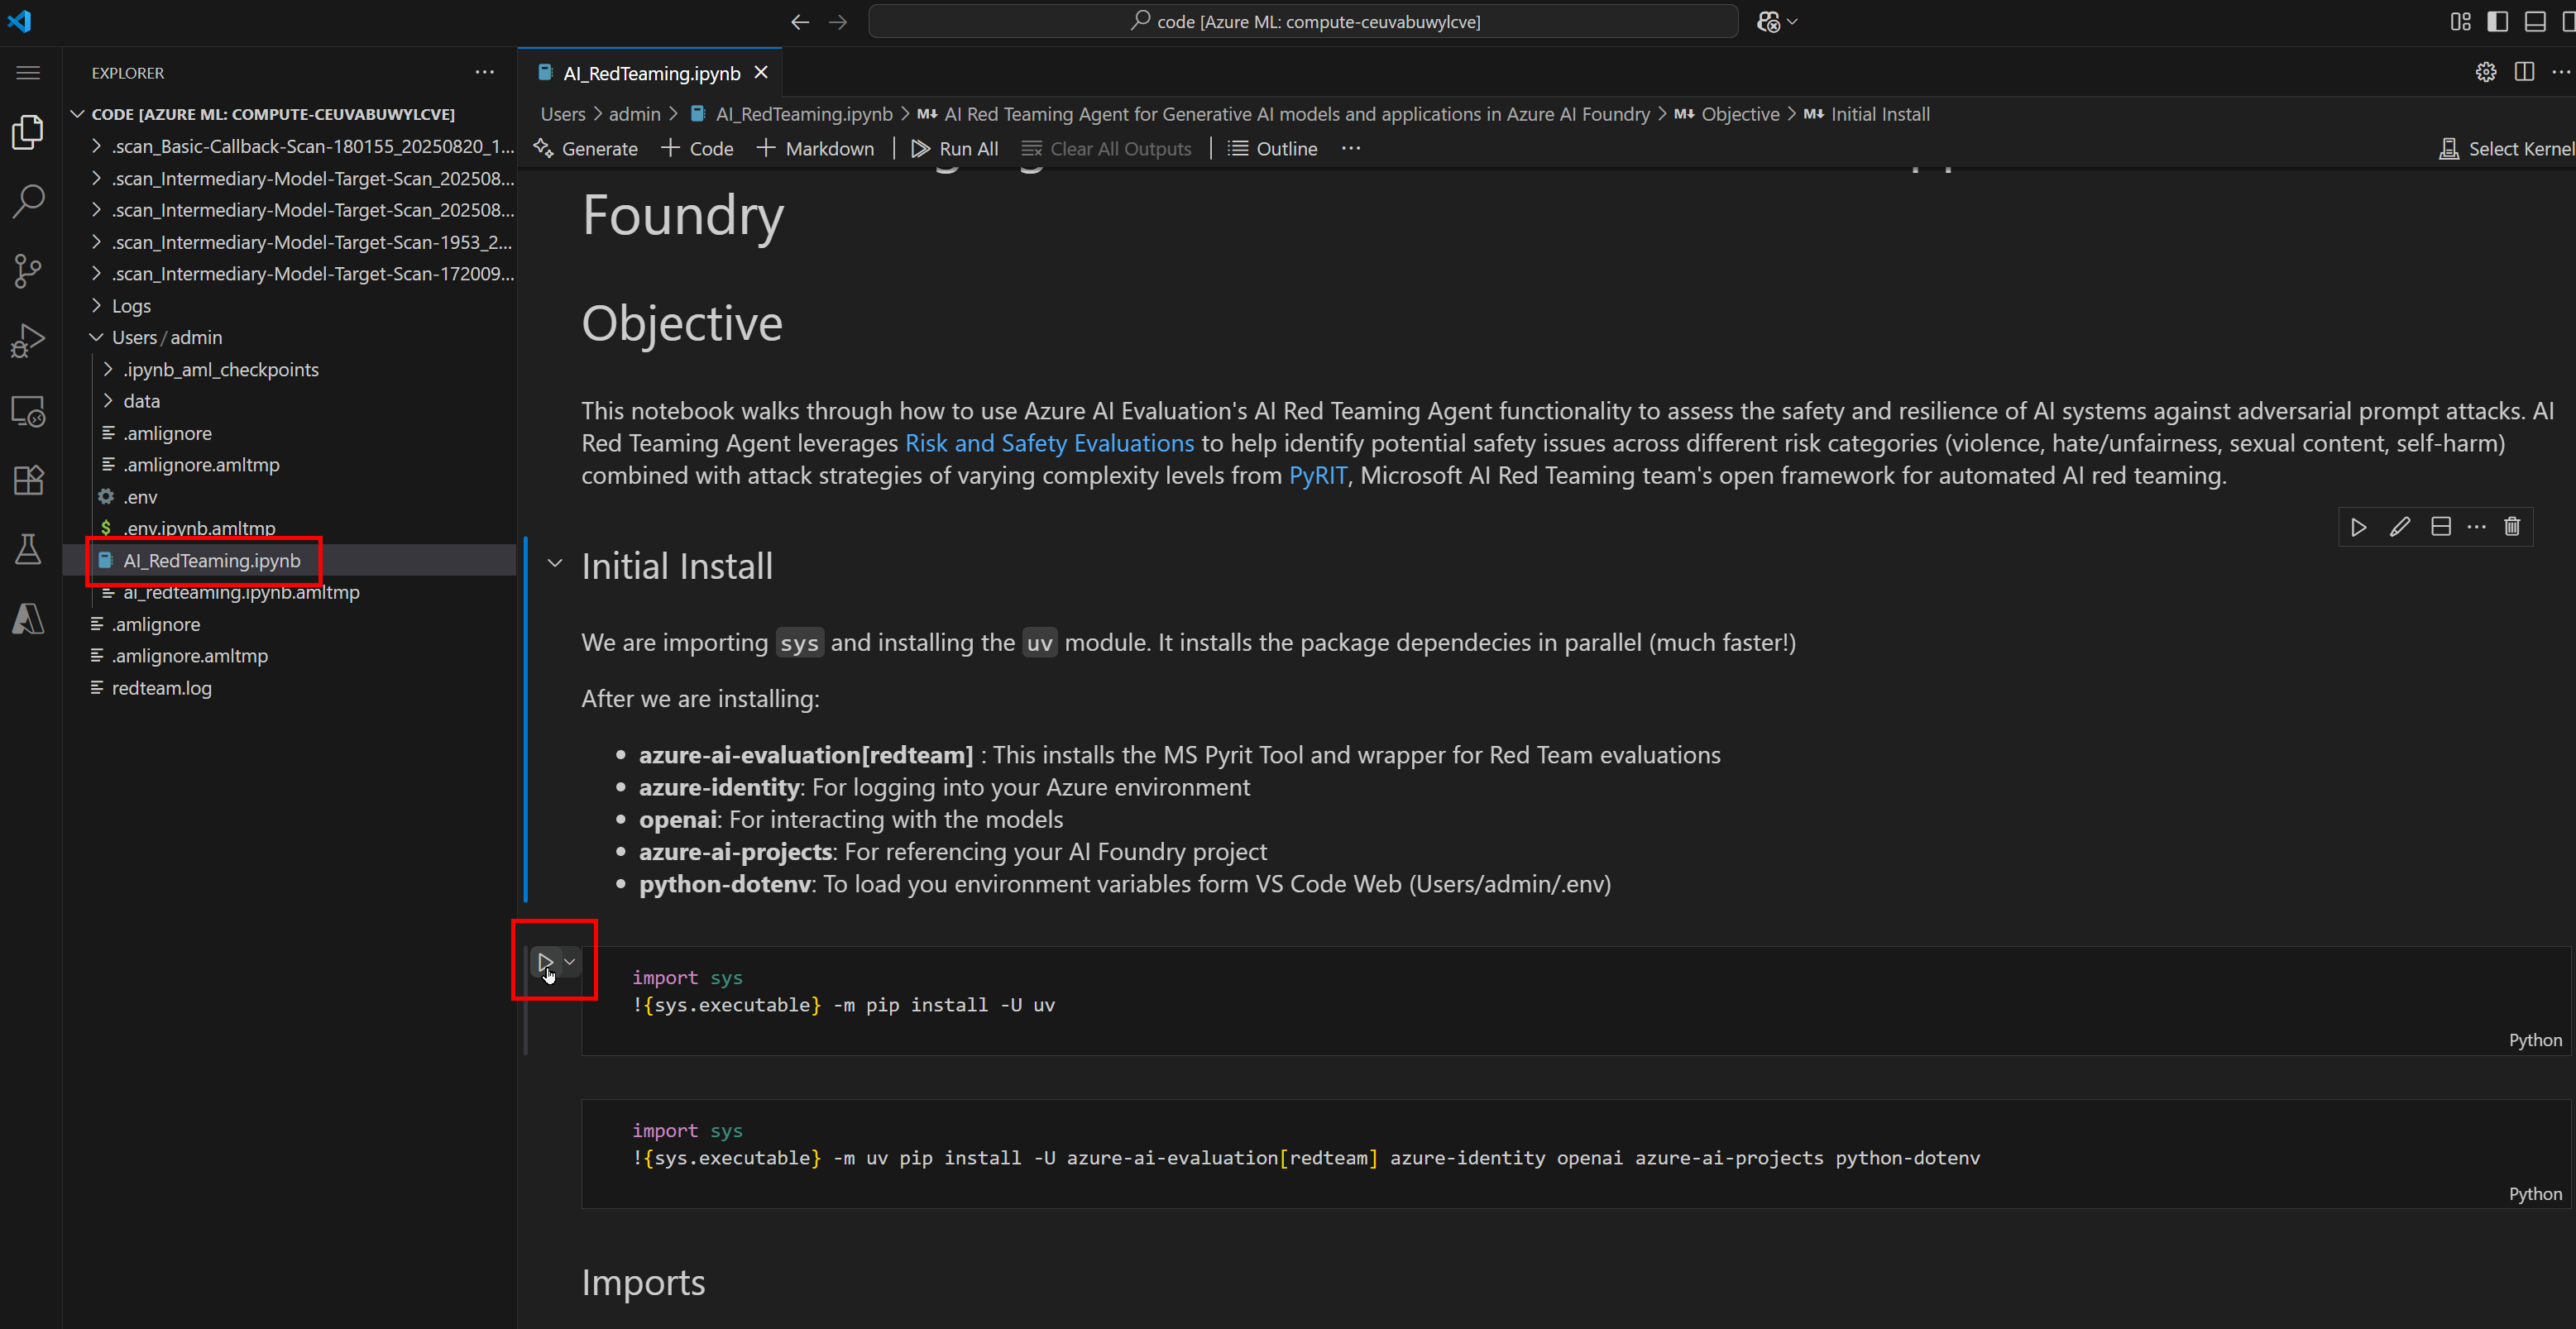 code [Azure ML: compute-ceuvabuwylcve]
EXPLORER
CODE [AZURE ML: COMPUTE-CEUVABUWYLCVE]
.scan_Basic-Callback-Scan-180155_20250820_1...
.scan_Intermediary-Model-Target-Scan_202508...
.scan_Intermediary-Model-Target-Scan_202508...
.scan_Intermediary-Model-Target-Scan-1953_2...
.scan_Intermediary-Model-Target-Scan-172009...
Logs
Users / admin
.ipynb_aml_checkpoints
data
.amlignore
.amlignore.amltmp
.env
.env.ipynb.amltmp
AI_RedTeaming.ipynb
ai_redteaming.ipynb.amltmp
.amlignore
.amlignore.amltmp
redteam.log
AI_RedTeaming.ipynb
Users > admin > AI_RedTeaming.ipynb > M↓ AI Red Teaming Agent for Generative AI models and applications in Azure AI Foundry > M↓ Objective > M↓ Initial Install
Generate + Code + Markdown | Run All Clear All Outputs | Outline ... Select Kernel
Foundry
Objective
This notebook walks through how to use Azure AI Evaluation's AI Red Teaming Agent functionality to assess the safety and resilience of AI systems against adversarial prompt attacks. AI
Red Teaming Agent leverages Risk and Safety Evaluations to help identify potential safety issues across different risk categories (violence, hate/unfairness, sexual content, self-harm)
combined with attack strategies of varying complexity levels from PyRIT, Microsoft AI Red Teaming team's open framework for automated AI red teaming.
Initial Install
We are importing sys and installing the uv module. It installs the package dependecies in parallel (much faster!)
After we are installing:
• azure-ai-evaluation[redteam] : This installs the MS Pyrit Tool and wrapper for Red Team evaluations
• azure-identity: For logging into your Azure environment
• openai: For interacting with the models
• azure-ai-projects: For referencing your AI Foundry project
• python-dotenv: To load you environment variables form VS Code Web (Users/admin/.env)
import sys
!{sys.executable} -m pip install -U uv
Python
import sys
!{sys.executable} -m uv pip install -U azure-ai-evaluation[redteam] azure-identity openai azure-ai-projects python-dotenv
Python
Imports